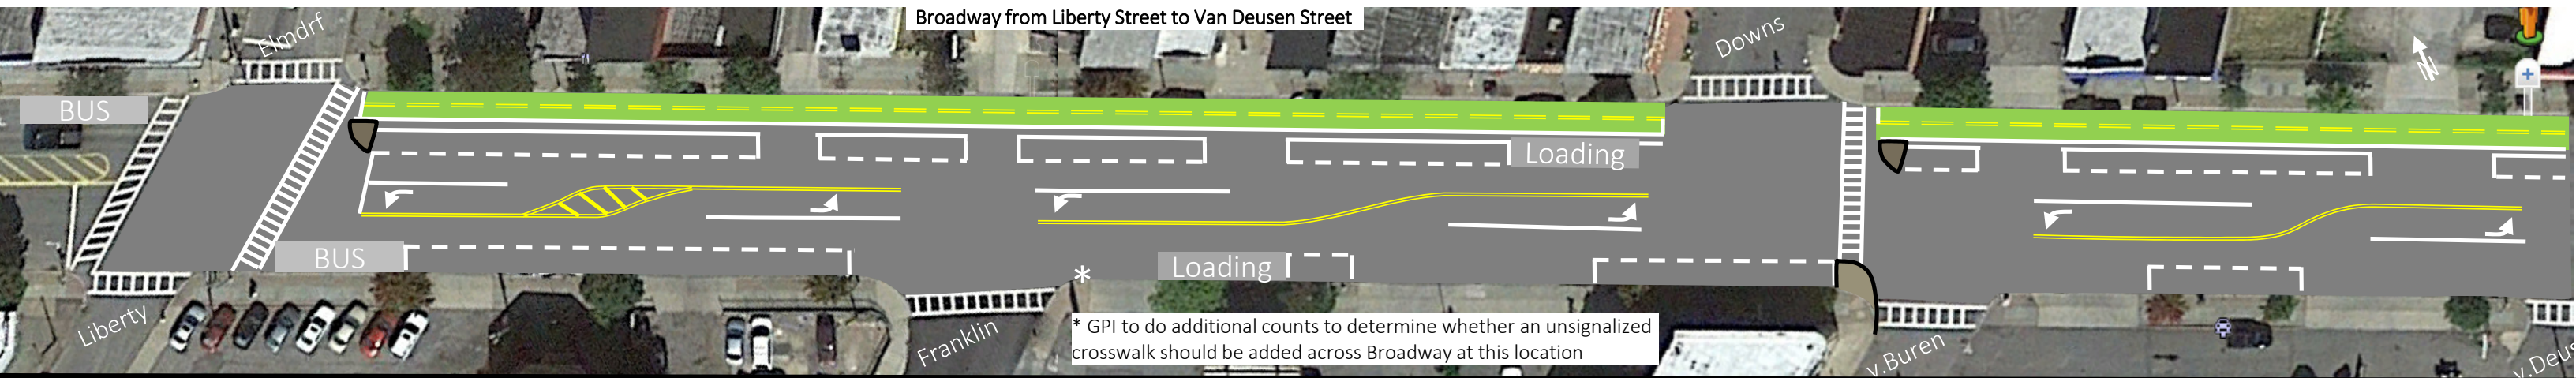 Broadway from Liberty Street to Van Deusen Street
Elmdrf
Downs
N
BUS
Loading
BUS
Loading
*
Liberty
Franklin
* GPI to do additional counts to determine whether an unsignalized
crosswalk should be added across Broadway at this location
v.Buren
v.Deus